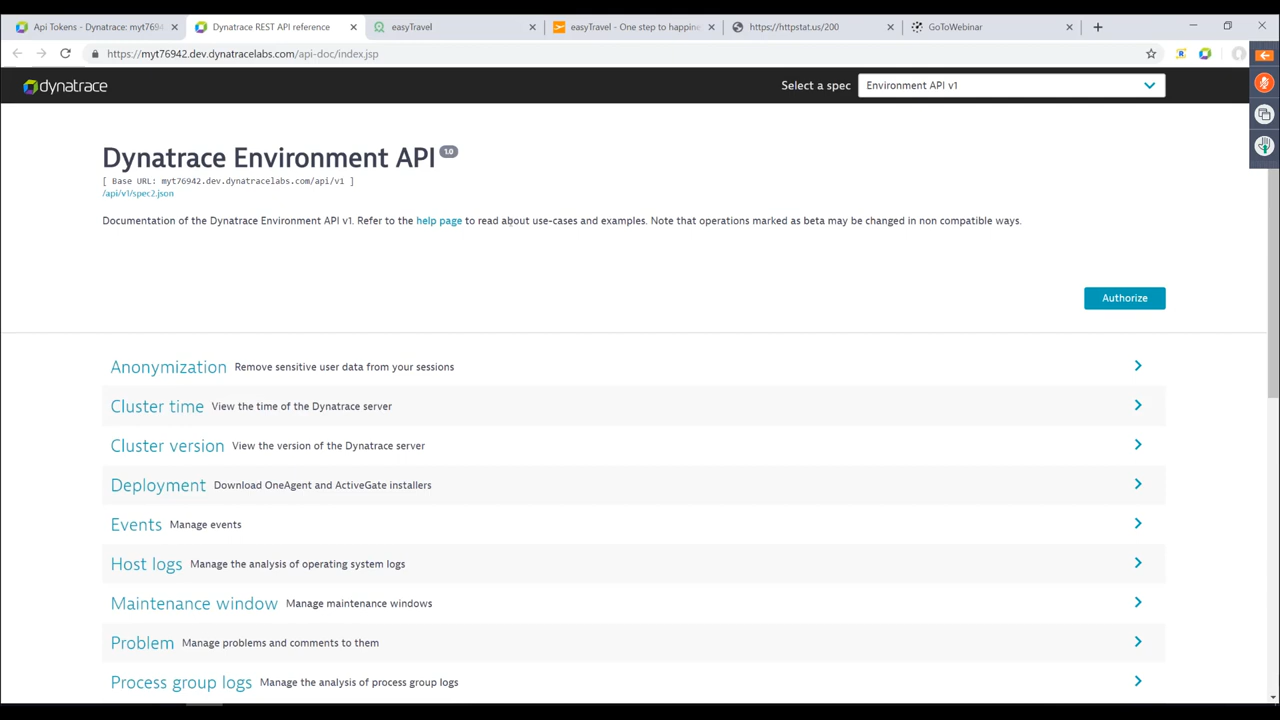 Api Tokens - Dynatrace: myt769
Dynatrace REST API reference
easyTravel
easyTravel - One step to happine
https://httpstat.us/200
GoToWebinar
https://myt76942.dev.dynatracelabs.com/api-doc/index.jsp
dynatrace
Select a spec
Environment API v1
Dynatrace Environment API 1.0
[ Base URL: myt76942.dev.dynatracelabs.com/api/v1 ]
/api/v1/spec2.json
Documentation of the Dynatrace Environment API v1. Refer to the help page to read about use-cases and examples. Note that operations marked as beta may be changed in non compatible ways.
Authorize
Anonymization Remove sensitive user data from your sessions
Cluster time View the time of the Dynatrace server
Cluster version View the version of the Dynatrace server
Deployment Download OneAgent and ActiveGate installers
Events Manage events
Host logs Manage the analysis of operating system logs
Maintenance window Manage maintenance windows
Problem Manage problems and comments to them
Process group logs Manage the analysis of process group logs